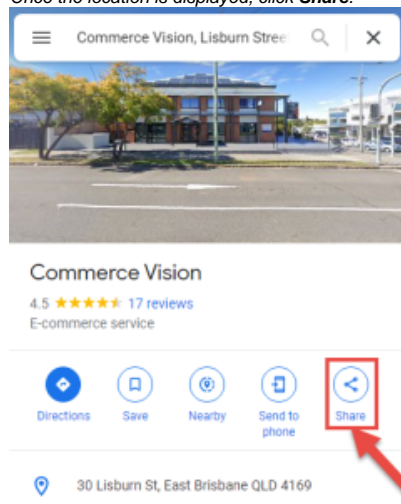 Once the location is displayed, click Share.
Commerce Vision, Lisburn Stree
Commerce Vision
4.5 17 reviews
E-commerce service
Directions Save Nearby Send to phone Share
30 Lisburn St, East Brisbane QLD 4169